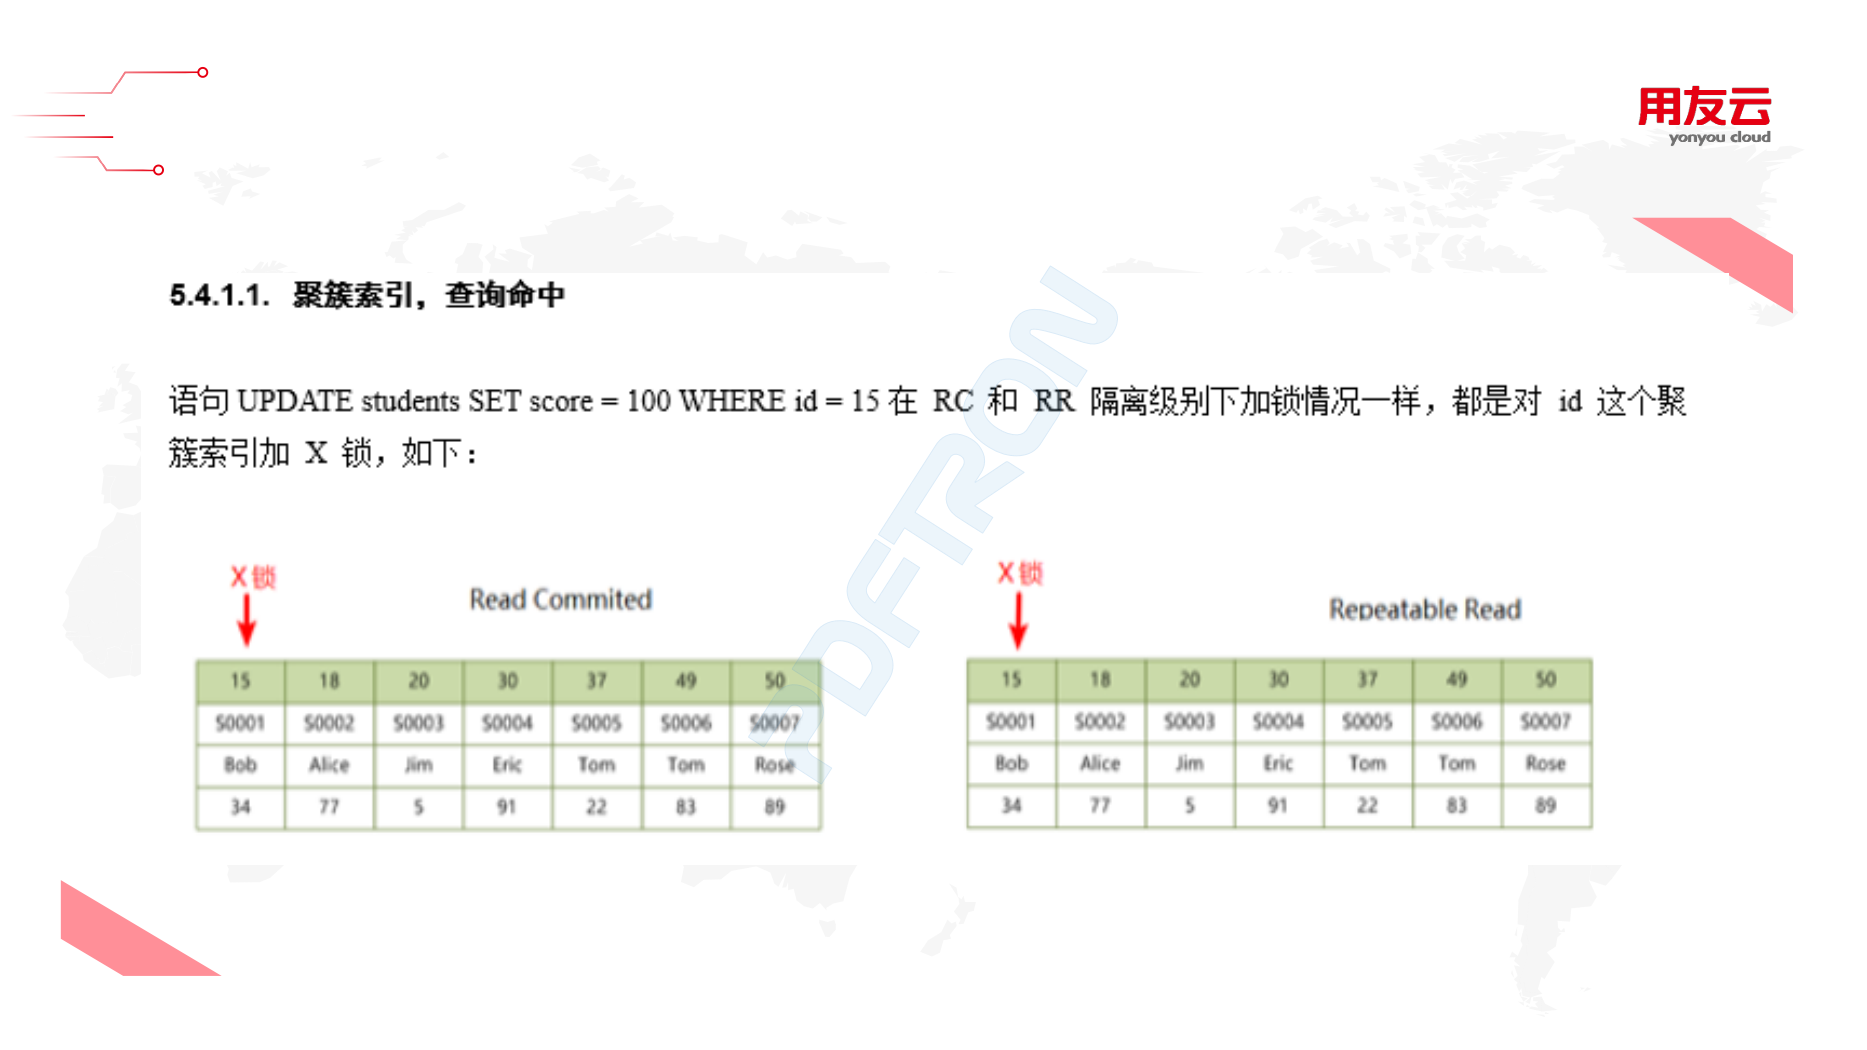 用友云
yonyou cloud
5.4.1.1. 聚簇索引，查询命中
语句 UPDATE students SET score = 100 WHERE id = 15 在 RC 和 RR 隔离级别下加锁情况一样，都是对 id 这个聚
簇索引加 X 锁，如下：
X 锁
Read Commited
15 18 20 30 37 49 50
S0001 S0002 S0003 S0004 S0005 S0006 S0007
Bob Alice Jim Eric Tom Tom Rose
34 77 5 91 22 83 89
X 锁
Repeatable Read
15 18 20 30 37 49 50
S0001 S0002 S0003 S0004 S0005 S0006 S0007
Bob Alice Jim Eric Tom Tom Rose
34 77 5 91 22 83 89
PDFTRON